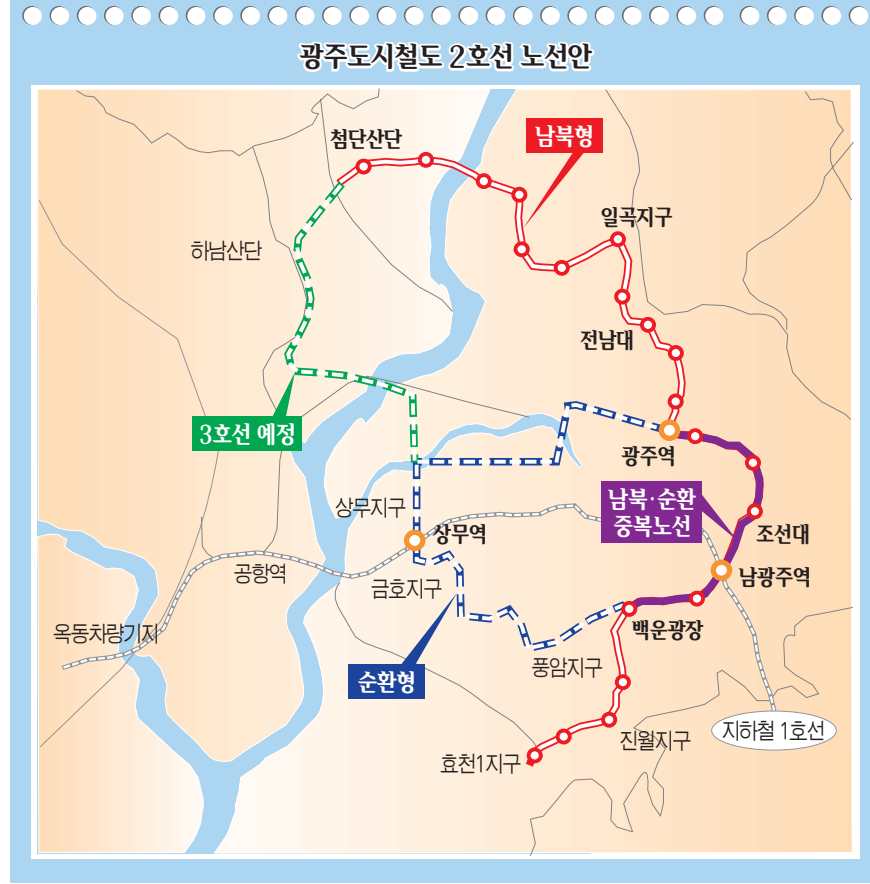 광주도시철도 2호선 노선안
첨단산단
남북형
일곡지구
하남산단
전남대
3호선 예정
광주역
상무지구
남북·순환
중복노선
상무역
조선대
공항역
금호지구
남광주역
옥동차량기지
백운광장
풍암지구
순환형
지하철 1호선
진월지구
효천1지구